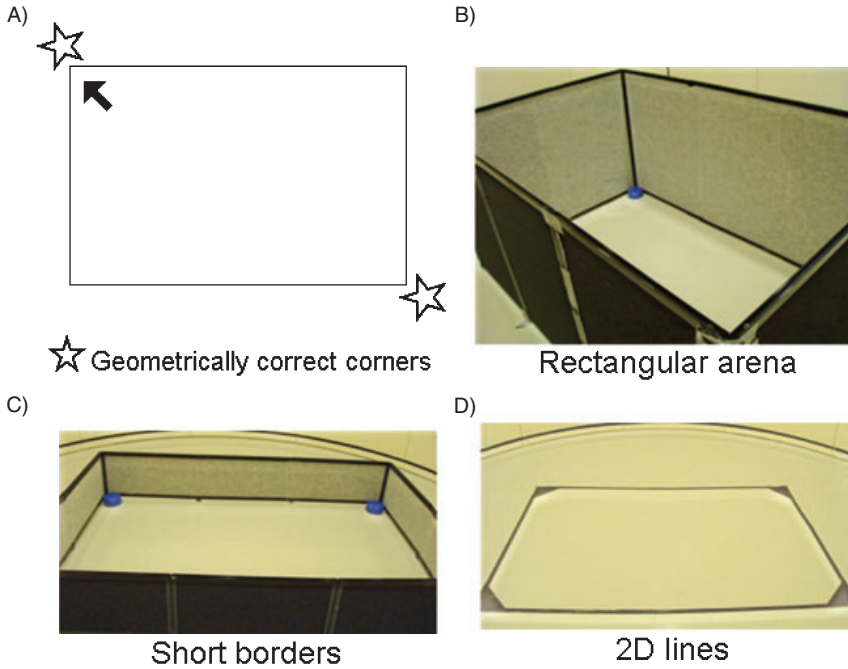 A)
B)
Geometrically correct corners
Rectangular arena
C)
D)
Short borders
2D lines